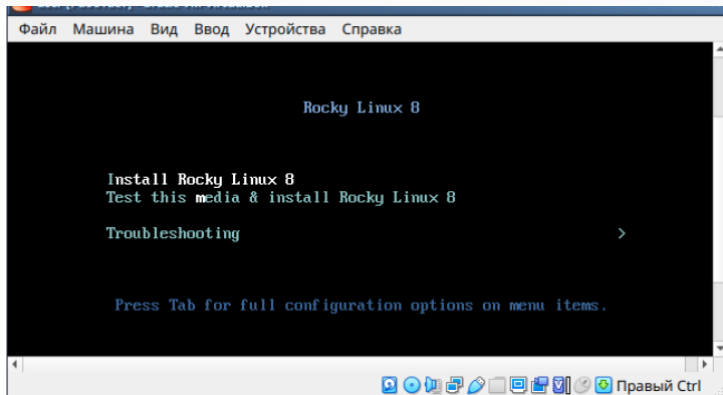 Файл Машина Вид Ввод Устройства Справка
Rocky Linux 8
Install Rocky Linux 8
Test this media & install Rocky Linux 8
Troubleshooting >
Press Tab for full configuration options on menu items.
Правый Ctrl